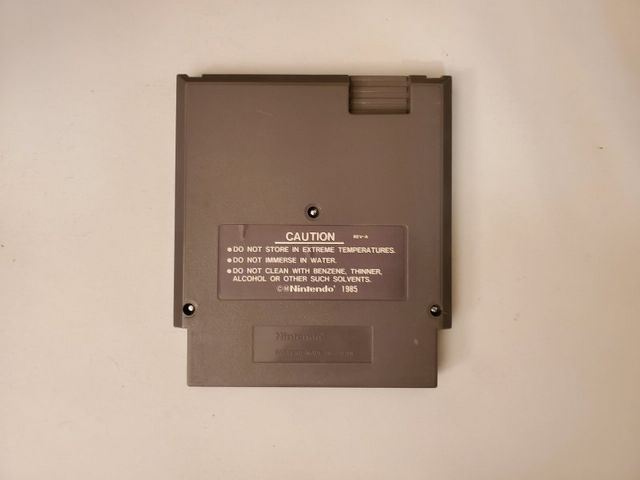 CAUTION REV-A
• DO NOT STORE IN EXTREME TEMPERATURES.
• DO NOT IMMERSE IN WATER.
• DO NOT CLEAN WITH BENZENE, THINNER,
ALCOHOL OR OTHER SUCH SOLVENTS.
©M Nintendo® 1985
Nintendo®